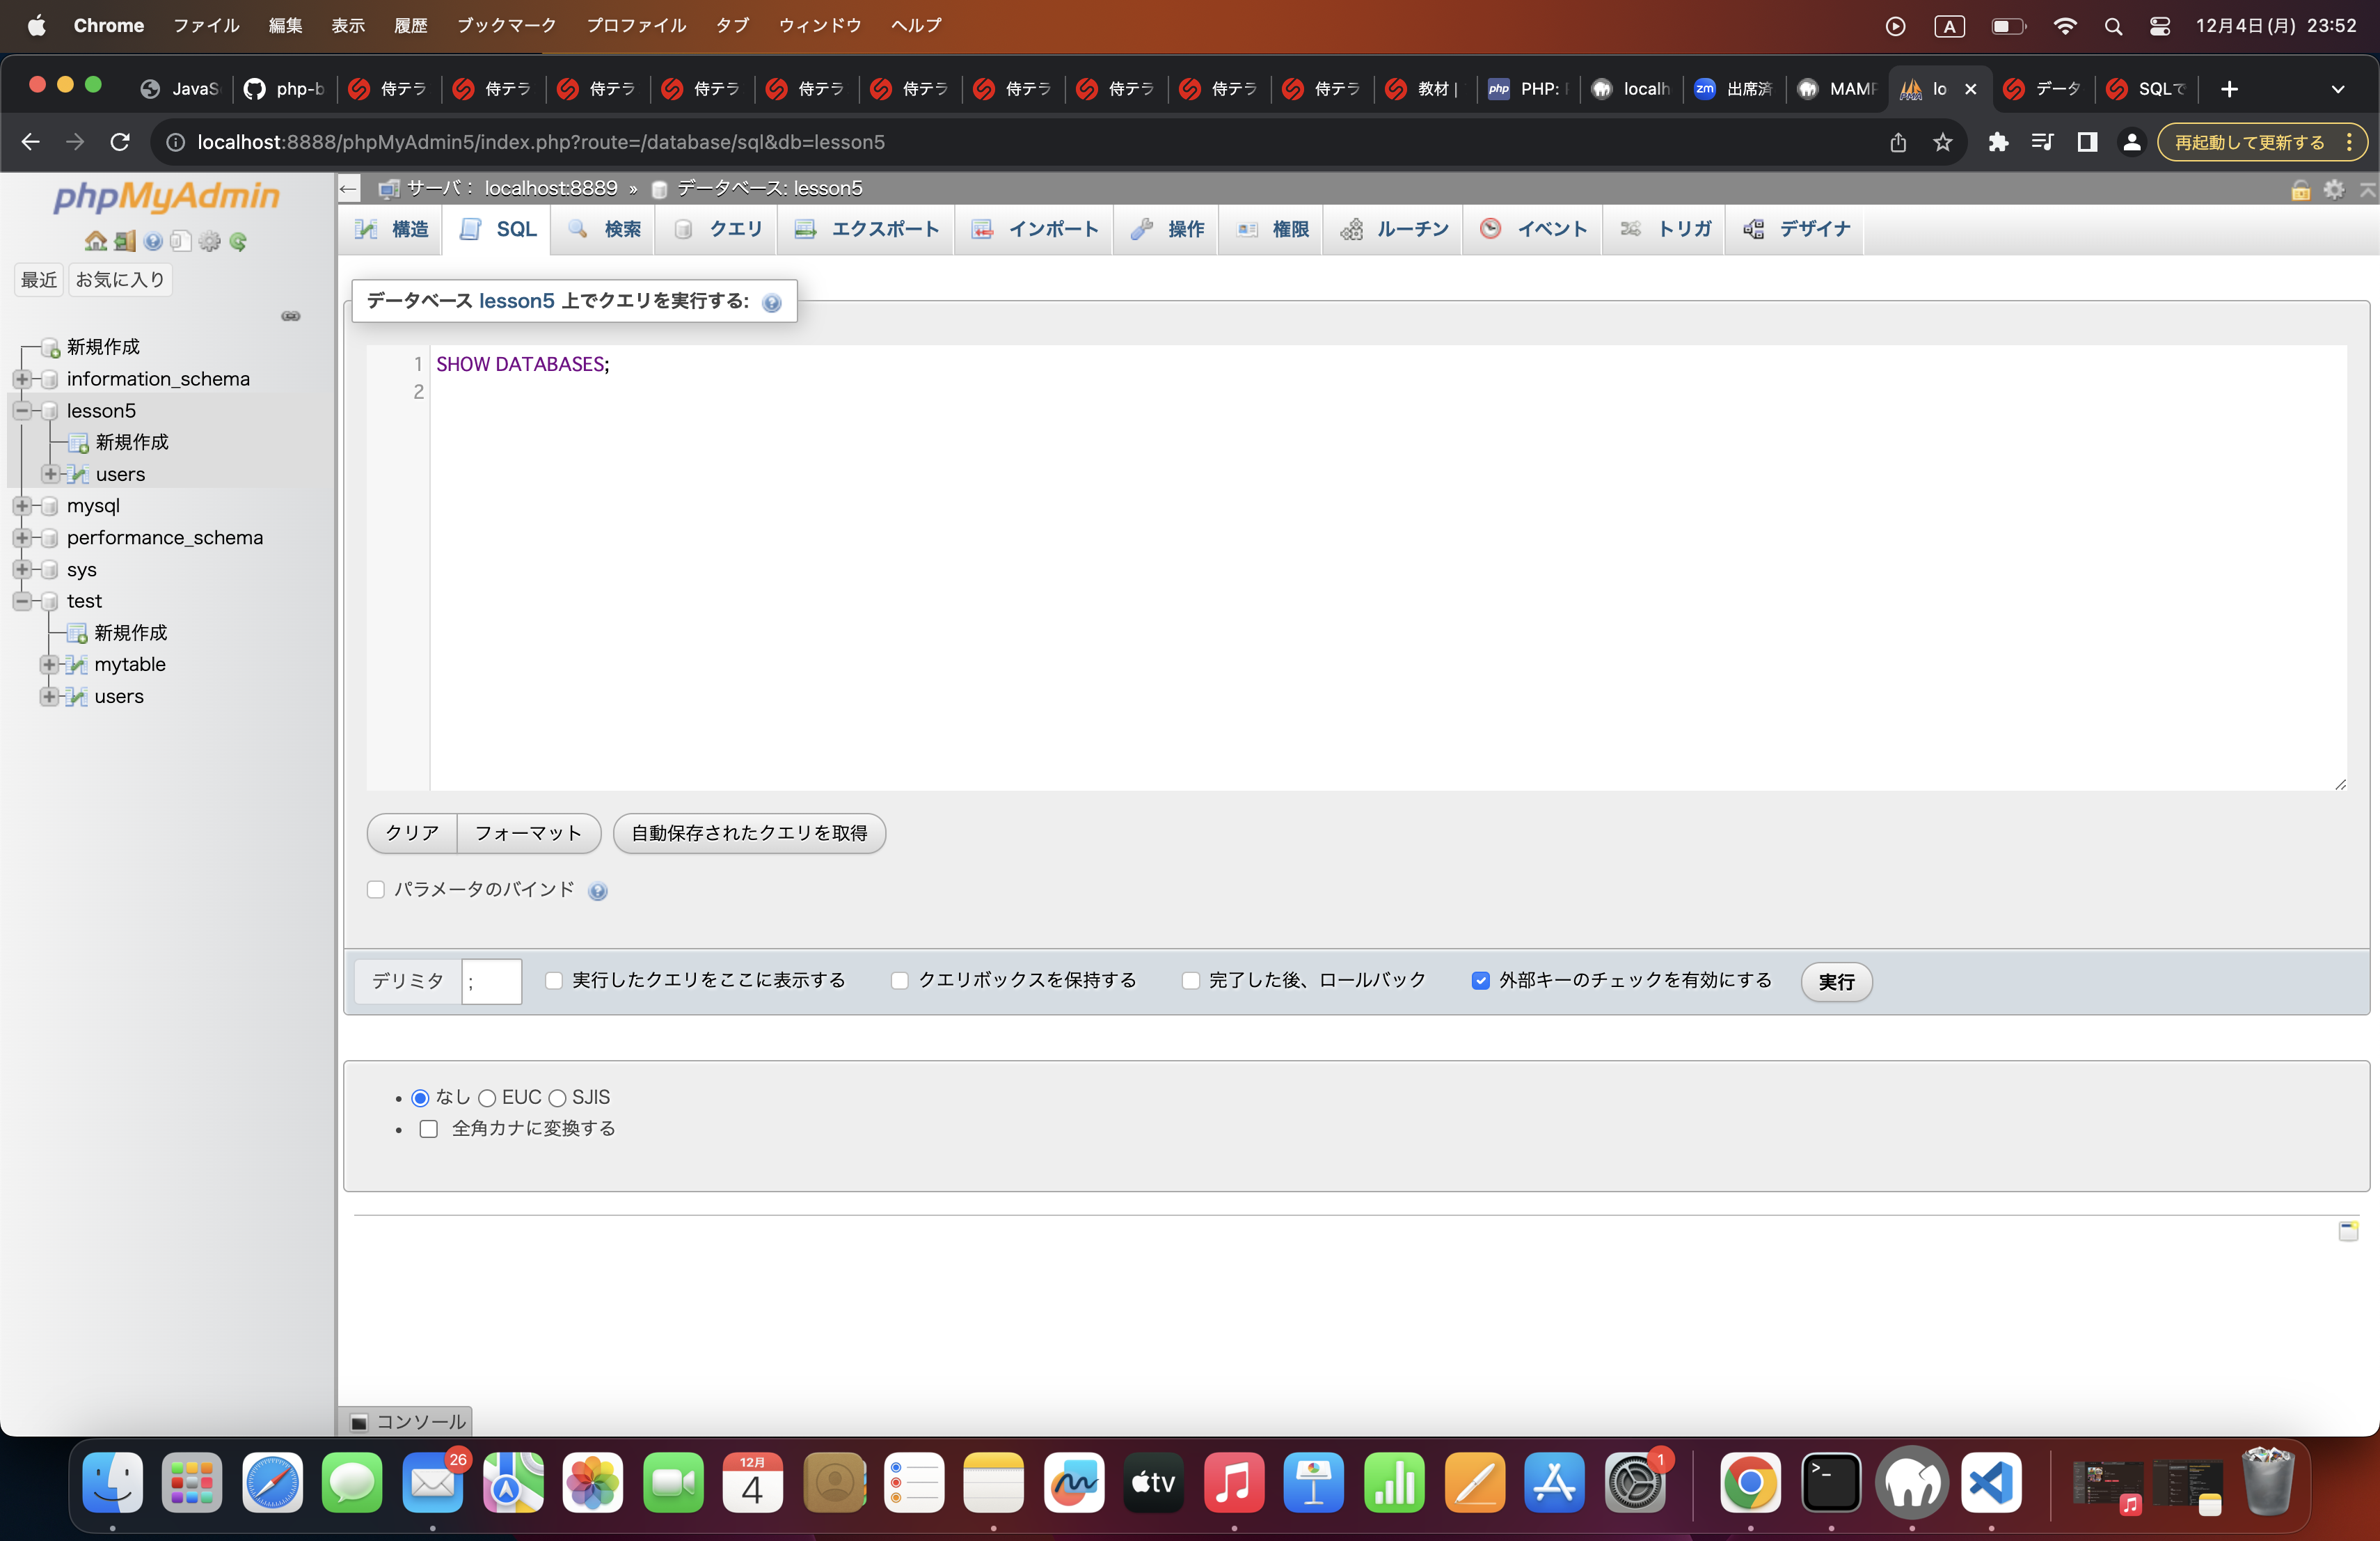 Chrome ファイル 編集 表示 履歴 ブックマーク プロファイル タブ ウィンドウ ヘルプ A 12月4日(月) 23:52
JavaS php-b 侍テラ 侍テラ 侍テラ 侍テラ 侍テラ 侍テラ 侍テラ 侍テラ 侍テラ 侍テラ 教材 | php PHP: localh zm 出席済 MAMP lo データ SQLで
localhost:8888/phpMyAdmin5/index.php?route=/database/sql&db=lesson5 再起動して更新する
phpMyAdmin
最近 お気に入り
新規作成
information_schema
lesson5
新規作成
users
mysql
performance_schema
sys
test
新規作成
mytable
users
サーバ: localhost:8889 » データベース: lesson5
構造 SQL 検索 クエリ エクスポート インポート 操作 権限 ルーチン イベント トリガ デザイナ
データベース lesson5 上でクエリを実行する:
1 SHOW DATABASES;
2
クリア フォーマット 自動保存されたクエリを取得
パラメータのバインド
デリミタ ; 実行したクエリをここに表示する クエリボックスを保持する 完了した後、ロールバック 外部キーのチェックを有効にする 実行
• なし EUC SJIS
• 全角カナに変換する
コンソール
26 12月 4 tv 1 >_